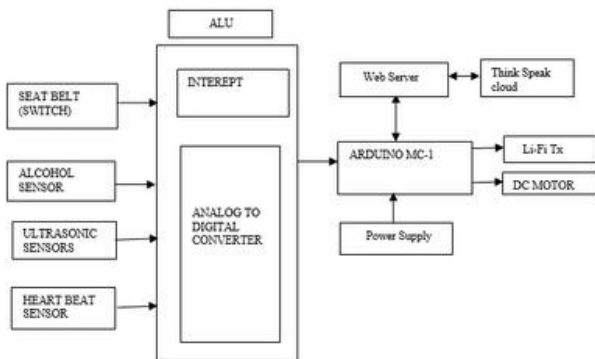 ALU
INTEREPT
SEAT BELT
(SWITCH)
ALCOHOL
SENSOR
ULTRASONIC
SENSORS
HEART BEAT
SENSOR
ANALOG TO
DIGITAL
CONVERTER
Web Server
Think Speak
cloud
ARDUINO MC-1
Li-Fi Tx
DC MOTOR
Power Supply